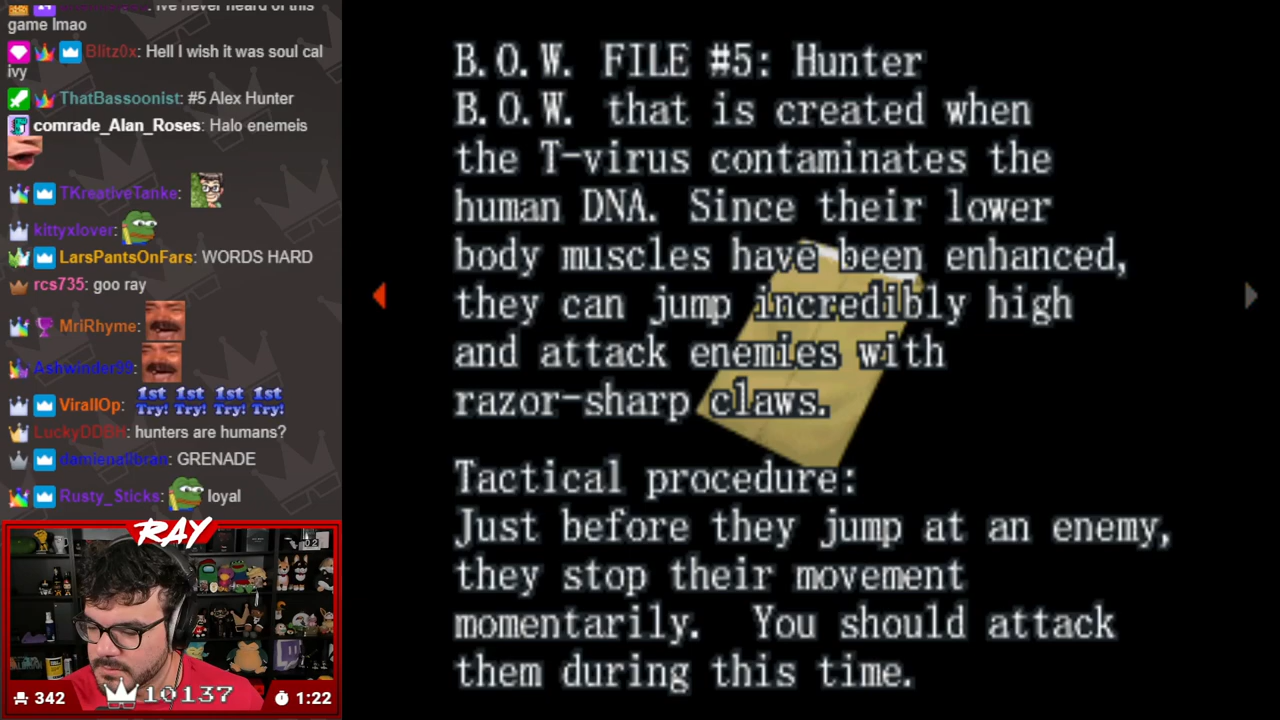 game lmao
Blitz0x: Hell I wish it was soul cal
ivy
ThatBassoonist: #5 Alex Hunter
comrade_Alan_Roses: Halo enemeis
TKreativeTanke:
kittyxlover:
LarsPantsOnFars: WORDS HARD
rcs735: goo ray
MriRhyme:
Ashwinder99:
ViralIOp: 1st Try! 1st Try! 1st Try! 1st Try!
LuckyDDBH: hunters are humans?
GRENADE
Rusty_Sticks: loyal
RAY
342
10137
1:22
B.O.W. FILE #5: Hunter
B.O.W. that is created when
the T-virus contaminates the
human DNA. Since their lower
body muscles have been enhanced,
they can jump incredibly high
and attack enemies with
razor-sharp claws.
Tactical procedure:
Just before they jump at an enemy,
they stop their movement
momentarily. You should attack
them during this time.